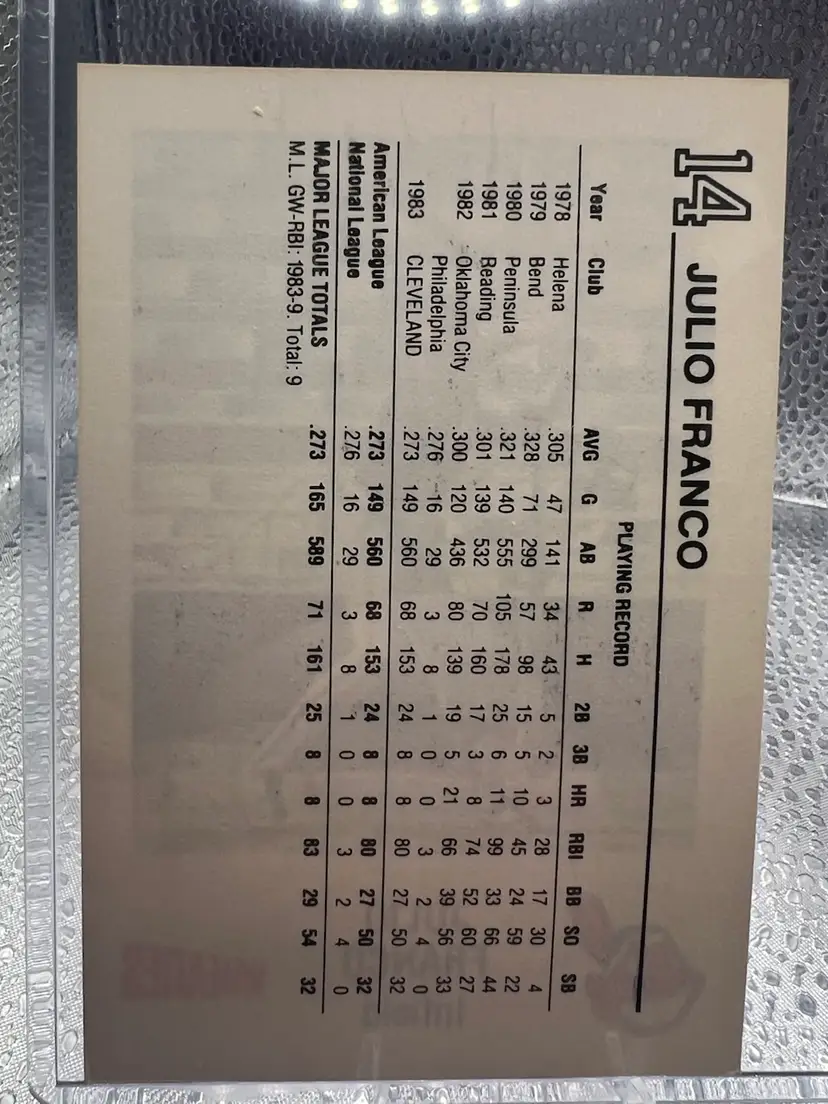 14 JULIO FRANCO
PLAYING RECORD
Year Club AVG G AB R H 2B 3B HR RBI BB SO SB
1978 Helena .305 47 141 34 43 5 2 3 28 17 30 4
1979 Bend .328 71 299 57 98 15 5 10 45 24 59 22
1980 Peninsula .321 140 555 105 178 25 6 11 99 33 66 44
1981 Reading .301 139 532 70 160 17 3 8 74 52 60 27
1982 Oklahoma City .300 120 436 80 139 19 5 21 66 39 56 33
Philadelphia .276 16 29 3 8 1 0 0 3 2 4 0
1983 CLEVELAND .273 149 560 68 153 24 8 8 80 27 50 32
American League .273 149 560 68 153 24 8 8 80 27 50 32
National League .276 16 29 3 8 1 0 0 3 2 4 0
MAJOR LEAGUE TOTALS .273 165 589 71 161 25 8 8 83 29 54 32
M.L. GW-RBI: 1983-9. Total: 9